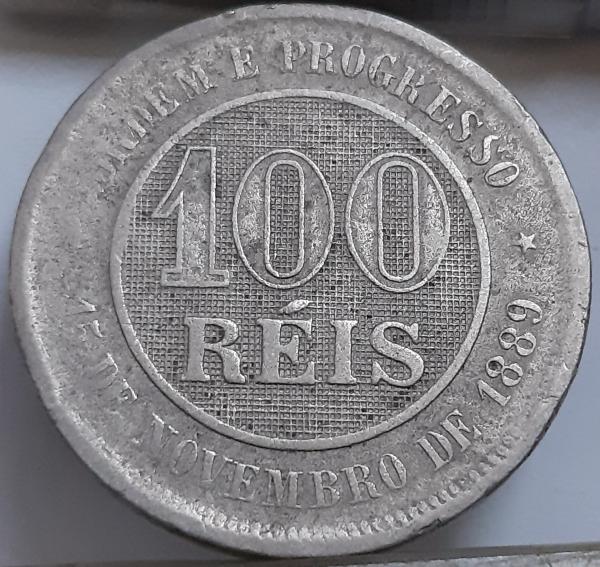 ORDEM E PROGRESSO
100
RÉIS
15 DE NOVEMBRO DE 1889